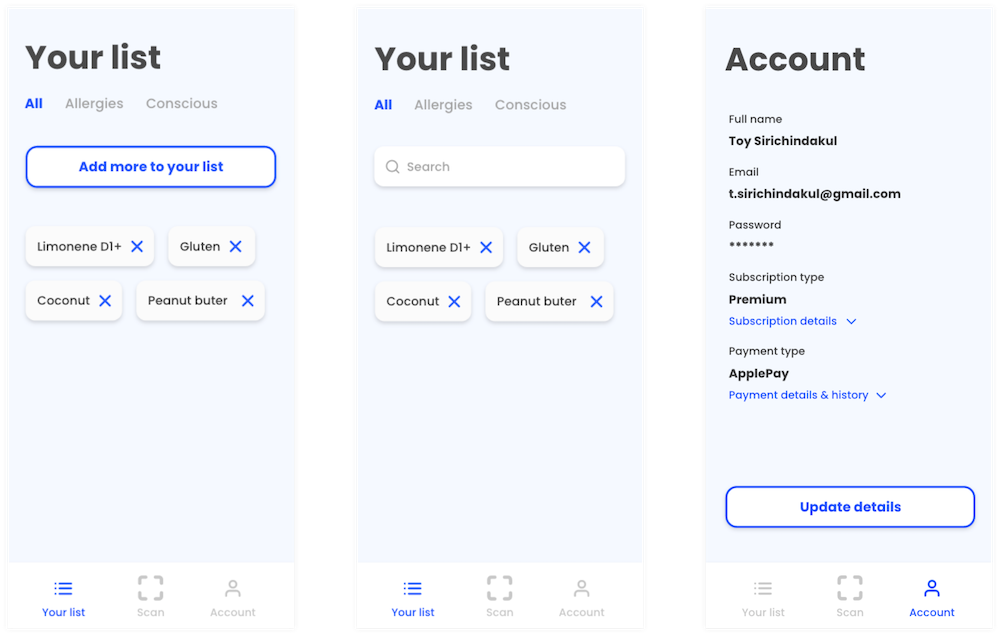 Your list
All Allergies Conscious
Add more to your list
Limonene D1+ Gluten
Coconut Peanut buter
Your list Scan Account
Your list
All Allergies Conscious
Search
Limonene D1+ Gluten
Coconut Peanut buter
Your list Scan Account
Account
Full name
Toy Sirichindakul
Email
t.sirichindakul@gmail.com
Password
*******
Subscription type
Premium
Subscription details
Payment type
ApplePay
Payment details & history
Update details
Your list Scan Account